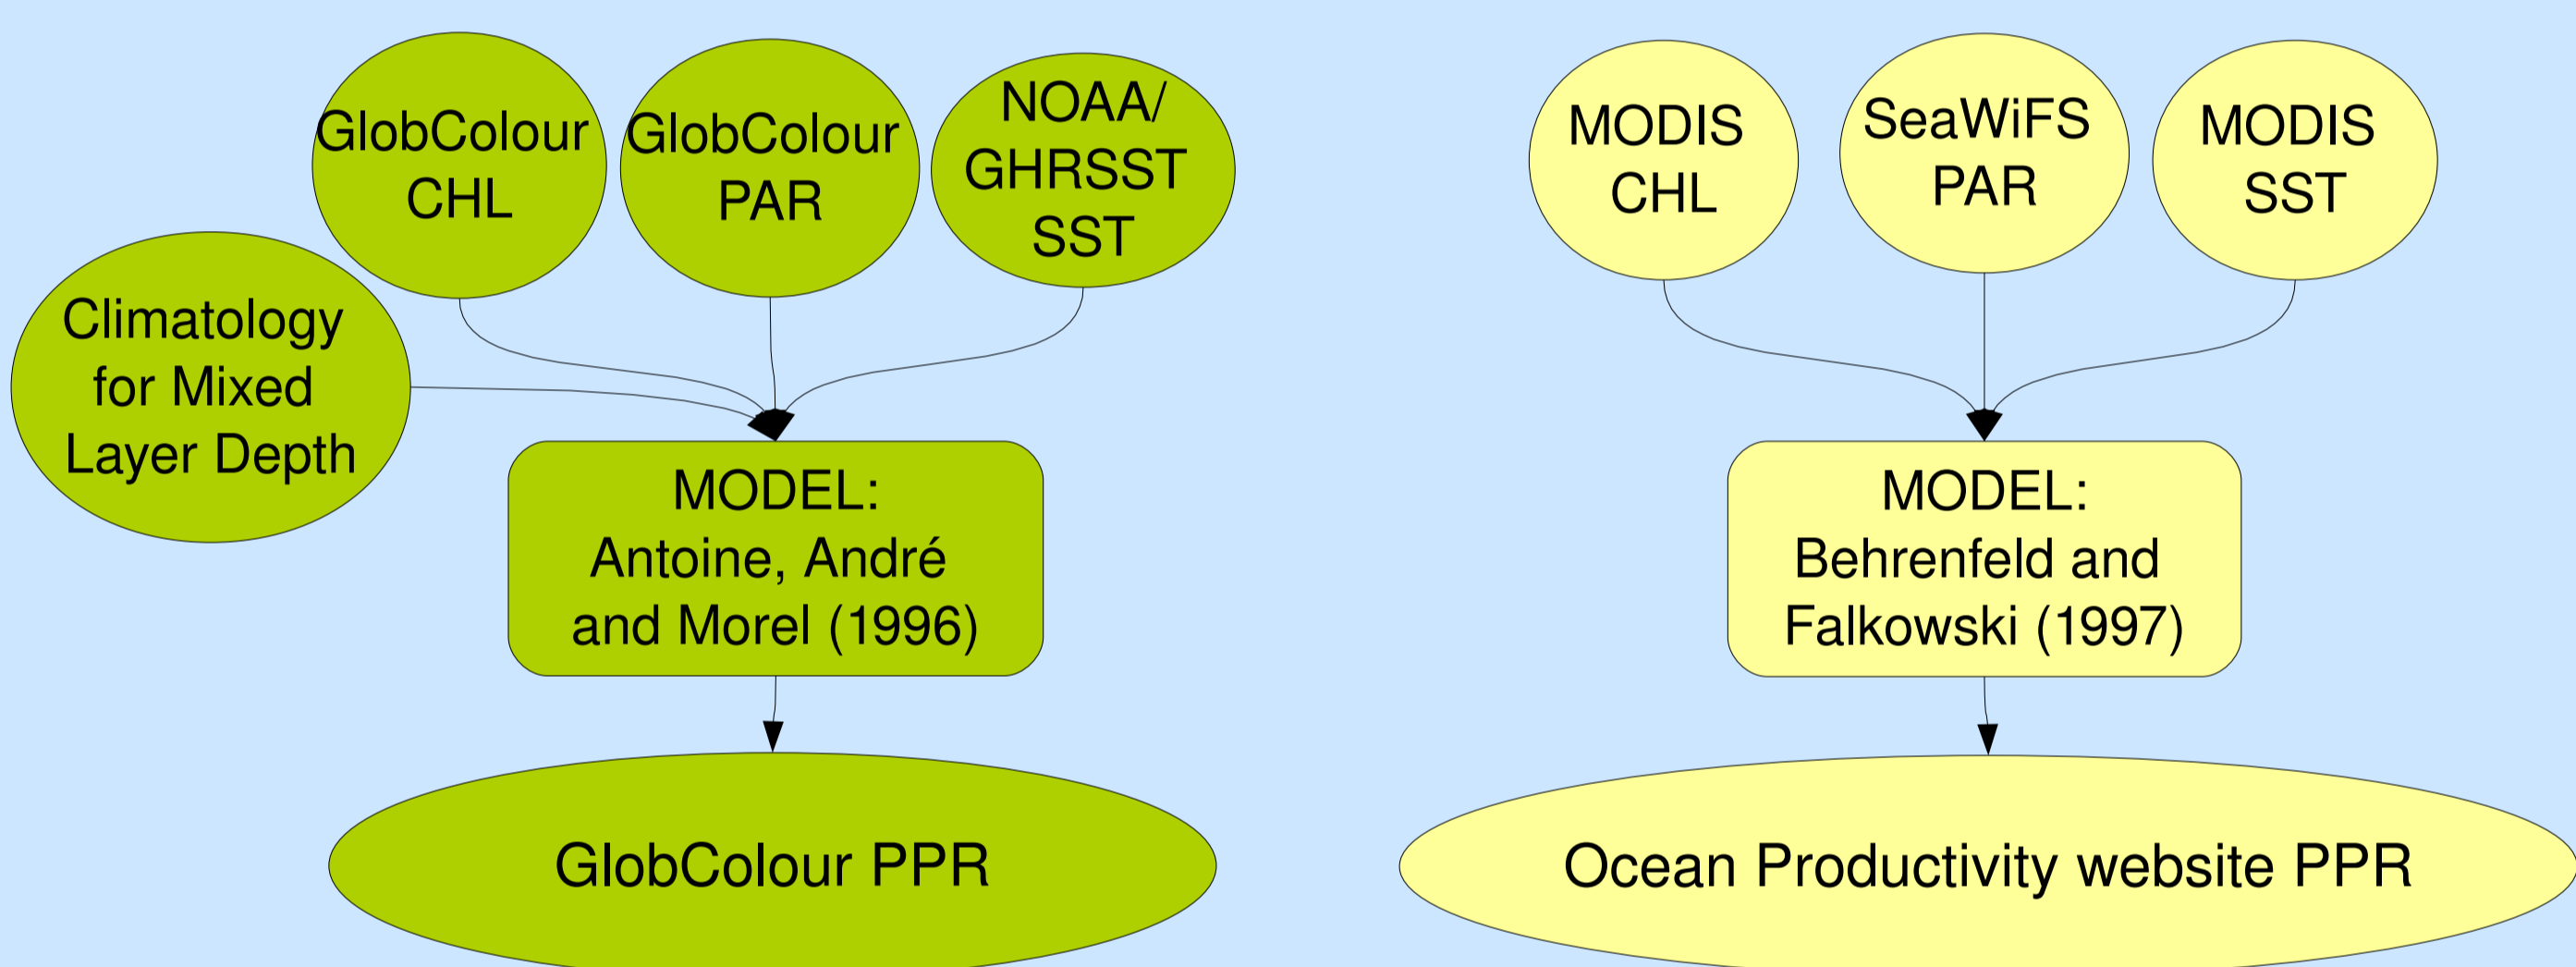 GlobColour
CHL
GlobColour
PAR
NOAA/
GHRSST
SST
Climatology
for Mixed
Layer Depth
MODEL:
Antoine, André
and Morel (1996)
GlobColour PPR
MODIS
CHL
SeaWiFS
PAR
MODIS
SST
MODEL:
Behrenfeld and
Falkowski (1997)
Ocean Productivity website PPR